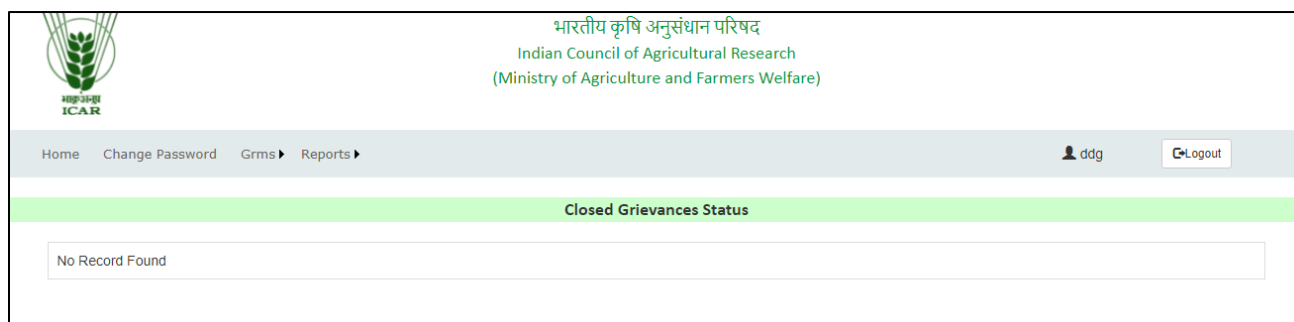 भारतीय कृषि अनुसंधान परिषद
Indian Council of Agricultural Research
(Ministry of Agriculture and Farmers Welfare)
ICAR
Home Change Password Grms Reports ddg Logout
Closed Grievances Status
No Record Found